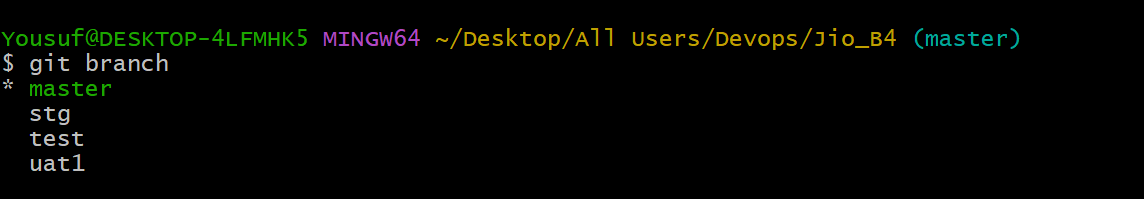 Yousuf@DESKTOP-4LFMHK5 MINGW64 ~/Desktop/All Users/Devops/Jio_B4 (master)
$ git branch
* master
  stg
  test
  uat1